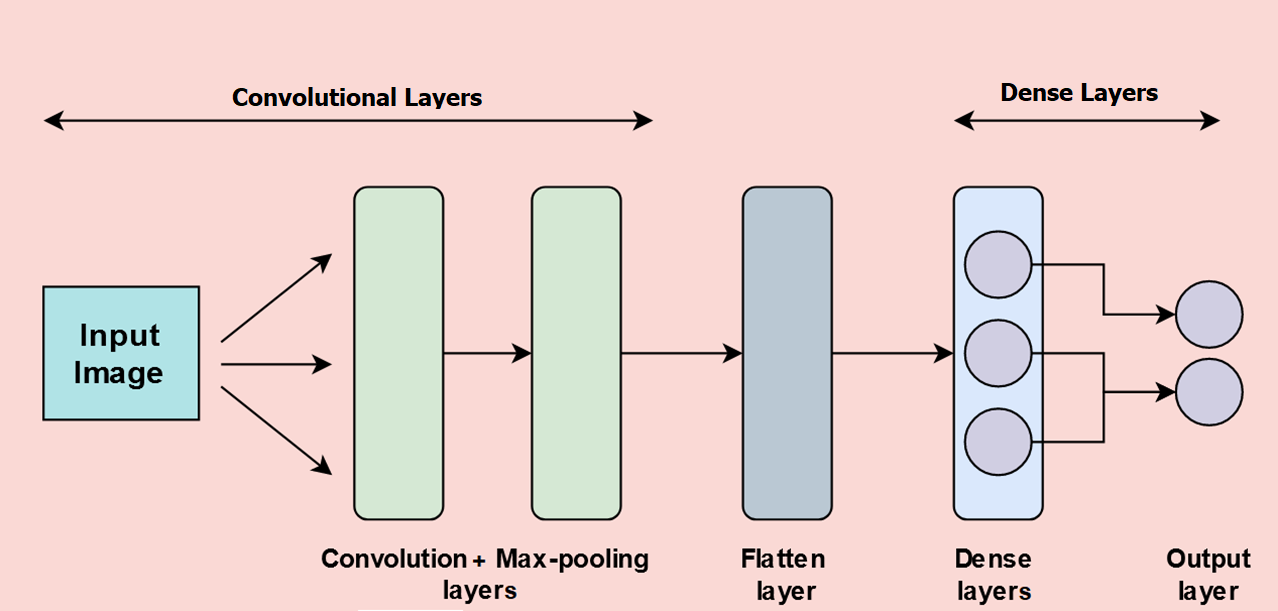 Convolutional Layers
Dense Layers
Input
Image
Convolution + Max-pooling
layers
Flatten
layer
Dense
layers
Output
layer